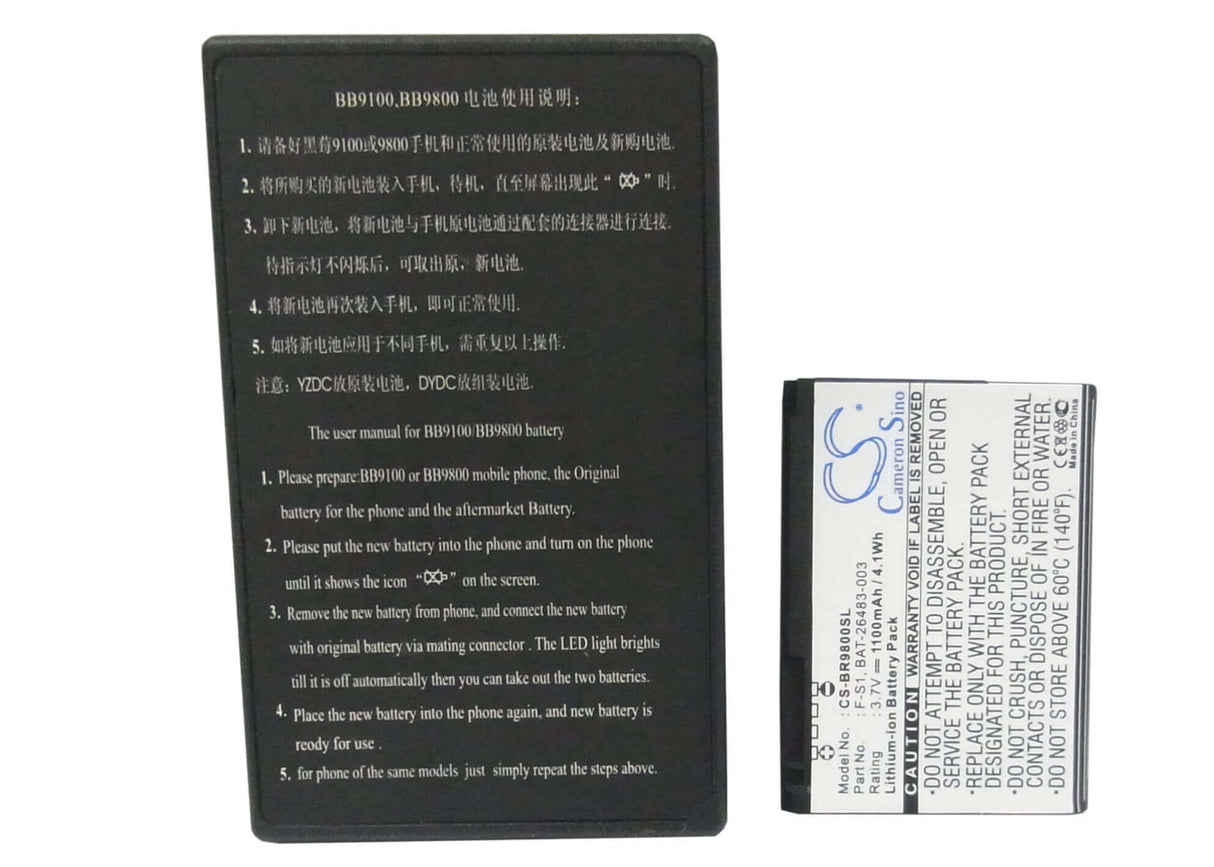 BB9100,BB9800 电池使用说明：
1. 请备好黑莓9100或9800手机和正常使用的原装电池及新购电池.
2. 将所购买的新电池装入手机，待机，直至屏幕出现此“ ”时.
3. 卸下新电池，将新电池与手机原电池通过配套的连接器进行连接.
待指示灯不闪烁后，可取出原，新电池.
4. 将新电池再次装入手机，即可正常使用.
5. 如将新电池应用于不同手机，需重复以上操作.
注意：YZDC放原装电池，DYDC放组装电池.
The user manual for BB9100/BB9800 battery
1. Please prepare:BB9100 or BB9800 mobile phone, the Original
battery for the phone and the aftermarket Battery.
2. Please put the new battery into the phone and turn on the phone
until it shows the icon “ ” on the screen.
3. Remove the new battery from phone, and connect the new battery
with original battery via mating connector . The LED light brights
till it is off automatically then you can take out the two batteries.
4. Place the new battery into the phone again, and new battery is
reody for use .
5. for phone of the same models just simply repeat the steps above.
CS
Cameron Sino
Model No. : CS-BR9800SL
Part No. : F-S1, BAT-26483-003
Rating : 3.7V 1100mAh / 4.1Wh
Lithium-ion Battery Pack
CAUTION WARRANTY VOID IF LABEL IS REMOVED
•DO NOT ATTEMPT TO DISASSEMBLE, OPEN OR
SERVICE THE BATTERY PACK.
•REPLACE ONLY WITH THE BATTERY PACK
DESIGNATED FOR THIS PRODUCT.
•DO NOT CRUSH, PUNCTURE, SHORT EXTERNAL
CONTACTS OR DISPOSE OF IN FIRE OR WATER.
•DO NOT STORE ABOVE 60°C (140°F).
CE
Made in China